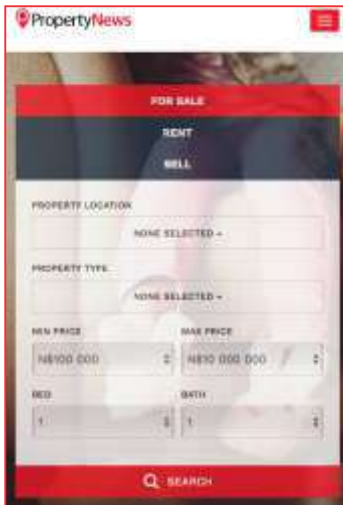 PropertyNews
FOR SALE
RENT
SELL
PROPERTY LOCATION
NONE SELECTED
PROPERTY TYPE
NONE SELECTED
MIN PRICE MAX PRICE
N$100 000 N$10 000 000
BED BATH
1 1
SEARCH